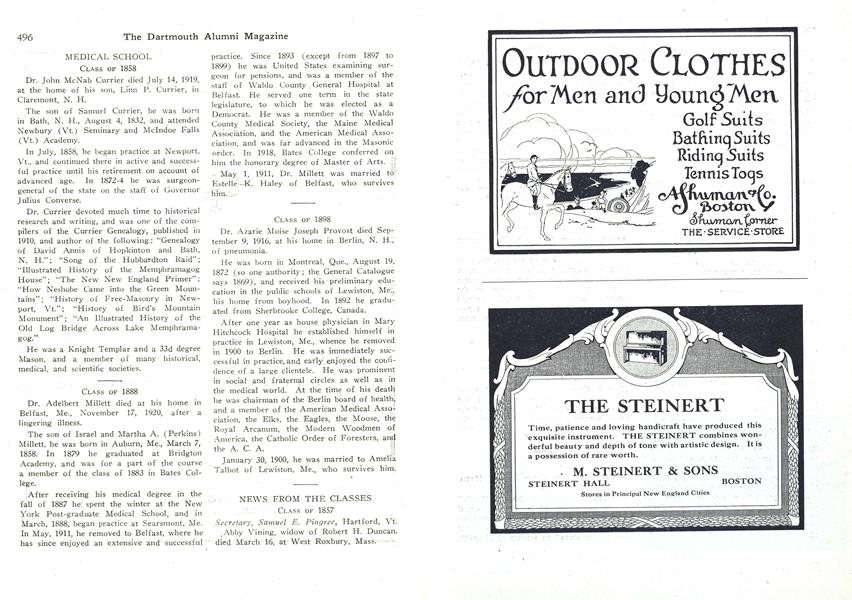 496 The Dartmouth Alumni Magazine
MEDICAL SCHOOL
CLASS OF 1858
Dr. John McNab Currier died July 14, 1919,
at the home of his son, Linn P. Currier, in
Claremont, N. H.
The son of Samuel Currier, he was born
in Bath, N. H., August 4, 1832, and attended
Newbury (Vt.) Seminary and McIndoe Falls
(Vt.) Academy.
In July, 1858, he began practice at Newport,
Vt., and continued there in active and success-
ful practice until his retirement on account of
advanced age. In 1872-4 he was surgeon-
general of the state on the staff of Governor
Julius Converse.
Dr. Currier devoted much time to historical
research and writing, and was one of the com-
pilers of the Currier Genealogy, published in
1910, and author of the following: "Genealogy
of David Annis of Hopkinton and Bath,
N. H."; "Song of the Hubbardton Raid";
"Illustrated History of the Memphramagog
House"; "The New New England Primer";
"How Neshobe Came into the Green Moun-
tains"; "History of Free-Masonry in New-
port, Vt."; "History of Bird's Mountain
Monument"; "An Illustrated History of the
Old Log Bridge Across Lake Memphrama-
gog."
He was a Knight Templar and a 33d degree
Mason, and a member of many historical,
medical, and scientific societies.
CLASS OF 1888
Dr. Adelbert Millett died at his home in
Belfast, Me., November 17, 1920, after a
lingering illness.
The son of Israel and Martha A. (Perkins)
Millett, he was born in Auburn, Me., March 7,
1858. In 1879 he graduated at Bridgton
Academy, and was for a part of the course
a member of the class of 1883 in Bates Col-
lege.
After receiving his medical degree in the
fall of 1887 he spent the winter at the New
York Post-graduate Medical School, and in
March, 1888, began practice at Searsmont, Me.
In May, 1911, he removed to Belfast, where he
has since enjoyed an extensive and successful
practice. Since 1893 (except from 1897 to
1899) he was United States examining sur-
geon for pensions, and was a member of the
staff of Waldo County General Hospital at
Belfast. He served one term in the state
legislature, to which he was elected as a
Democrat. He was a member of the Waldo
County Medical Society, the Maine Medical
Association, and the American Medical Asso-
ciation, and was far advanced in the Masonic
order. In 1918, Bates College conferred on
him the honorary degree of Master of Arts.
May 1, 1911, Dr. Millett was married to
Estelle K. Haley of Belfast, who survives
him.
CLASS OF 1898
Dr. Azarie Moise Joseph Provost died Sep-
tember 9, 1916, at his home in Berlin, N. H.,
of pneumonia.
He was born in Montreal, Que., August 19,
1872 (so one authority; the General Catalogue
says 1869), and received his preliminary edu-
cation in the public schools of Lewiston, Me.,
his home from boyhood. In 1892 he gradu-
ated from Sherbrooke College, Canada.
After one year as house physician in Mary
Hitchcock Hospital he established himself in
practice in Lewiston, Me., whence he removed
in 1900 to Berlin. He was immediately suc-
cessful in practice, and early enjoyed the confi-
dence of a large clientele. He was prominent
in social and fraternal circles as well as in
the medical world. At the time of his death
he was chairman of the Berlin board of health,
and a member of the American Medical Asso-
ciation, the Elks, the Eagles, the Moose, the
Royal Arcanum, the Modern Woodmen of
America, the Catholic Order of Foresters, and
the A. C. A.
January 30, 1900, he was married to Amelia
Talbot of Lewiston, Me., who survives him.
NEWS FROM THE CLASSES
CLASS OF 1857
Secretary, Samuel E. Pingree, Hartford, Vt.
Abby Vining, widow of Robert H. Duncan,
died March 16, at West Roxbury, Mass.
OUTDOOR CLOTHES
for Men and Young Men
Golf Suits
Bathing Suits
Riding Suits
Tennis Togs
A Shuman & Co.
Boston
Shuman Corner
THE·SERVICE·STORE
THE STEINERT
Time, patience and loving handicraft have produced this
exquisite instrument. THE STEINERT combines won-
derful beauty and depth of tone with artistic design. It is
a possession of rare worth.
M. STEINERT & SONS
STEINERT HALL BOSTON
Stores in Principal New England Cities